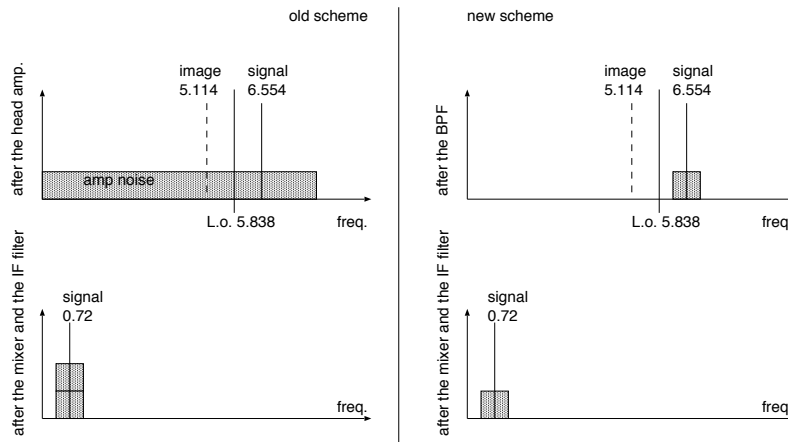 old scheme
after the head amp.
image
5.114
signal
6.554
amp noise
L.o. 5.838
freq.
after the mixer and the IF filter
signal
0.72
freq.
new scheme
after the BPF
image
5.114
signal
6.554
L.o. 5.838
freq.
after the mixer and the IF filter
signal
0.72
freq.